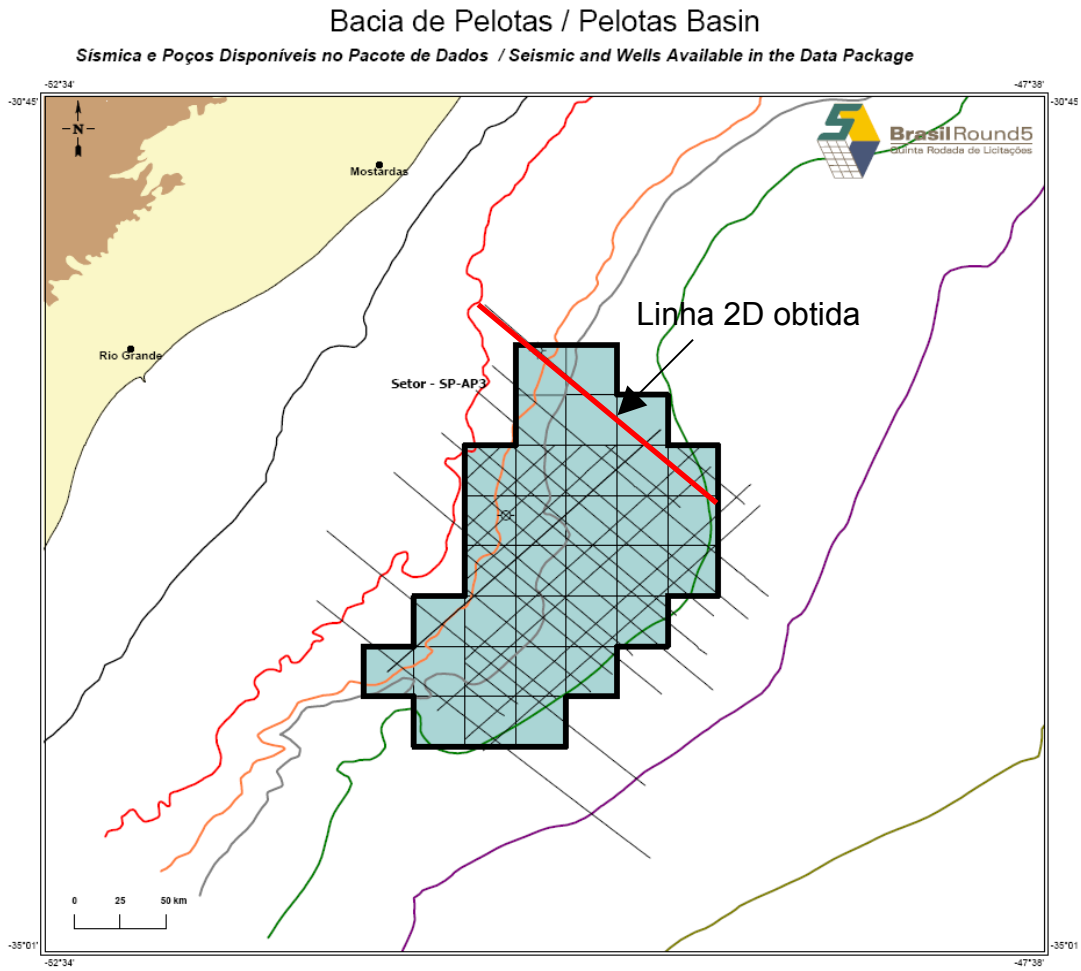 Bacia de Pelotas / Pelotas Basin
Sísmica e Poços Disponíveis no Pacote de Dados / Seismic and Wells Available in the Data Package
-52°34'
-47°38'
-30°45'
-30°45'
N
BrasilRound5
Quinta Rodada de Licitações
Mostardas
Linha 2D obtida
Rio Grande
Setor - SP-AP3
0 25 50 km
-35°01'
-35°01'
-52°34'
-47°38'